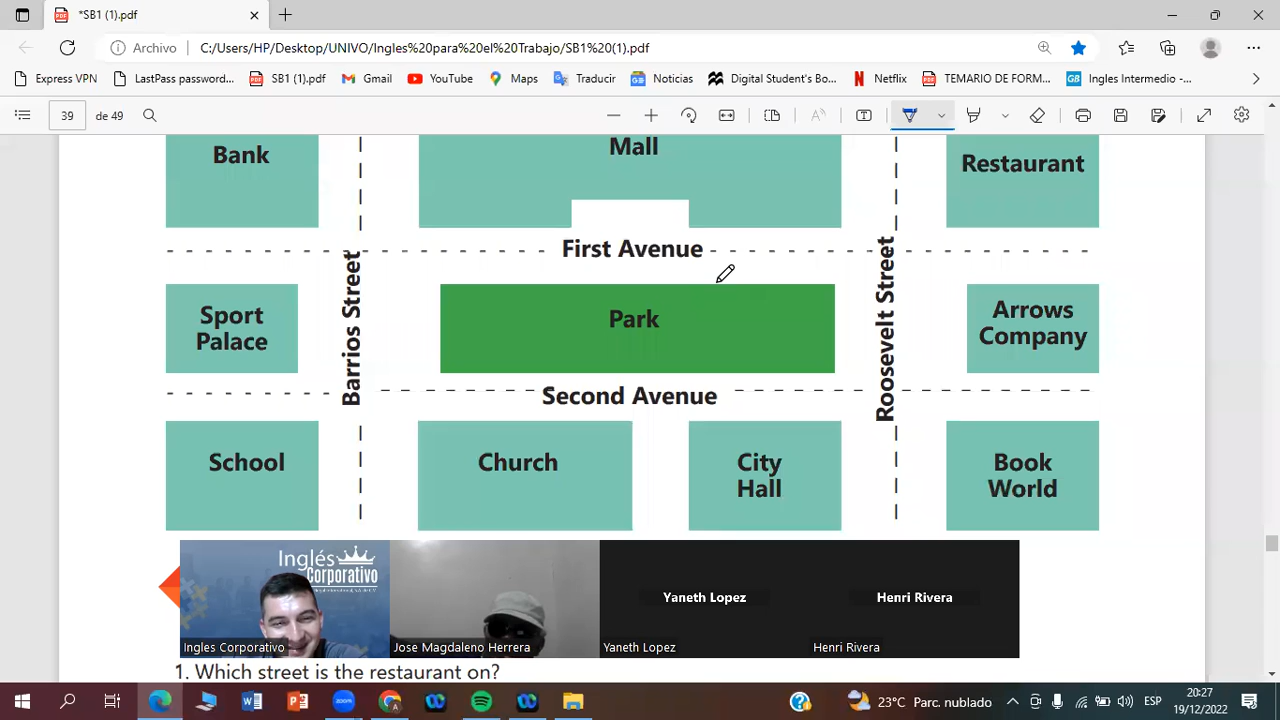 *SB1 (1).pdf
Archivo
C:/Users/HP/Desktop/UNIVO/Ingles%20para%20el%20Trabajo/SB1%20(1).pdf
Express VPN
LastPass password...
SB1 (1).pdf
Gmail
YouTube
Maps
Traducir
Noticias
Digital Student's Bo...
Netflix
TEMARIO DE FORM...
Ingles Intermedio -...
39
de 49
Bank
Mall
Restaurant
First Avenue
Barrios Street
Roosevelt Street
Sport
Palace
Park
Arrows
Company
Second Avenue
School
Church
City
Hall
Book
World
Inglés
Corporativo
Yaneth Lopez
Henri Rivera
Ingles Corporativo
Jose Magdaleno Herrera
Yaneth Lopez
Henri Rivera
1. Which street is the restaurant on?
23°C Parc. nublado
ESP
20:27
19/12/2022